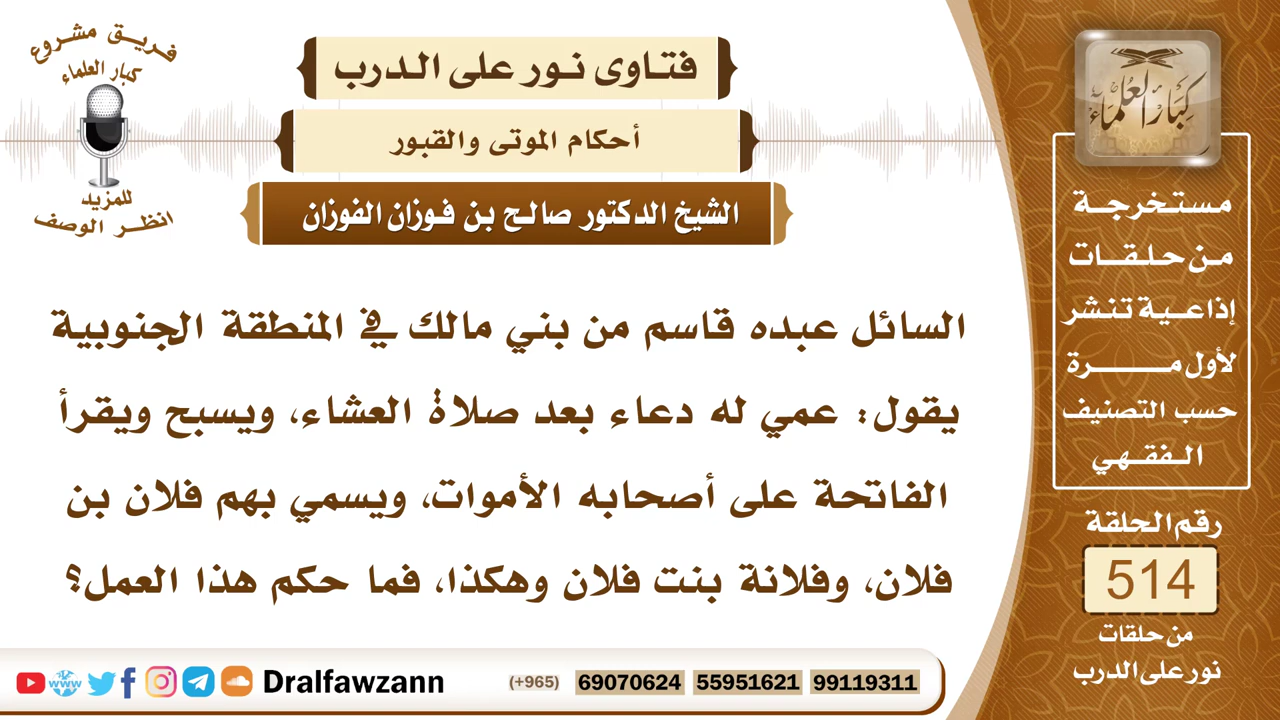 فريق مشروع
كبار العلماء
للمزيد
انظر الوصف
فتاوى نور على الدرب
أحكام الموتى والقبور
الشيخ الدكتور صالح بن فوزان الفوزان
السائل عبده قاسم من بني مالك في المنطقة الجنوبية
يقول: عمي له دعاء بعد صلاة العشاء، ويسبح ويقرأ
الفاتحة على أصحابه الأموات، ويسمي بهم فلان بن
فلان، وفلانة بنت فلان وهكذا، فما حكم هذا العمل؟
كبار العلماء
مستخرجة
من حلقات
إذاعية تنشر
لأول مرة
حسب التصنيف
الفقهي
رقم الحلقة
514
من حلقات
نور على الدرب
www Dralfawzann (+965) 69070624 55951621 99119311